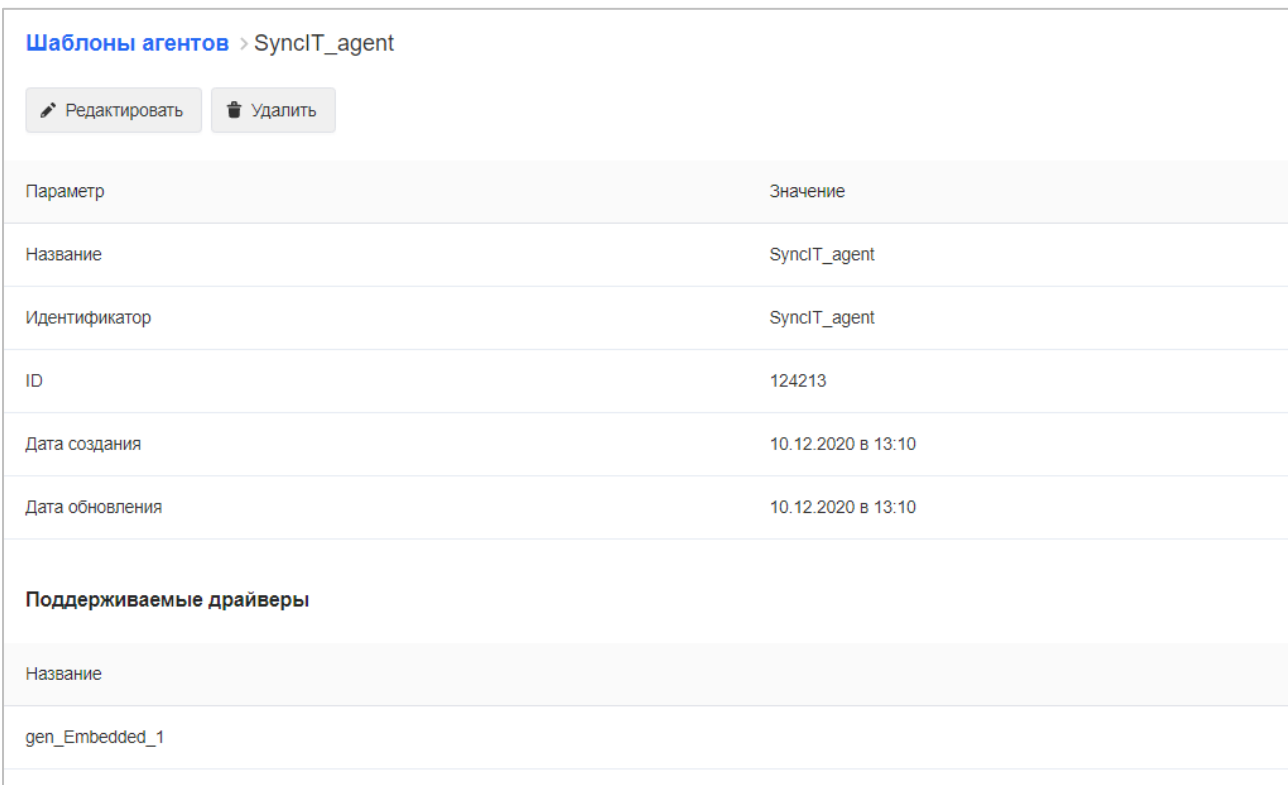 Шаблоны агентов > SyncIT_agent
Редактировать Удалить
Параметр Значение
Название SyncIT_agent
Идентификатор SyncIT_agent
ID 124213
Дата создания 10.12.2020 в 13:10
Дата обновления 10.12.2020 в 13:10
Поддерживаемые драйверы
Название
gen_Embedded_1